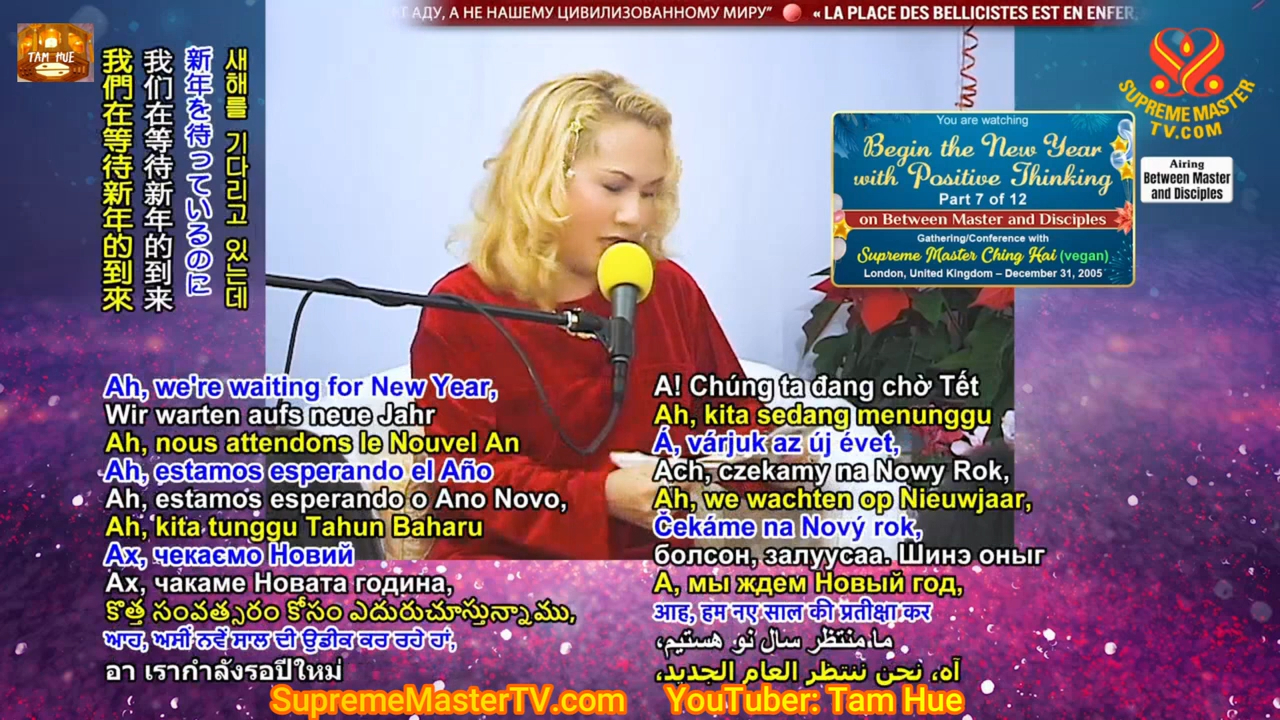 КГ АДУ, А НЕ НАШЕМУ ЦИВИЛИЗОВАННОМУ МИРУ" « LA PLACE DES BELLICISTES EST EN ENFER,
TAM HUE
我們在等待新年的到來
我们在等待新年的到来
新年を待っているのに
새해를 기다리고 있는데
SUPREME MASTER
TV.COM
You are watching
Begin the New Year
with Positive Thinking
Part 7 of 12
on Between Master and Disciples
Gathering/Conference with
Supreme Master Ching Hai (vegan)
London, United Kingdom – December 31, 2005
Airing
Between Master
and Disciples
Ah, we're waiting for New Year,
Wir warten aufs neue Jahr
Ah, nous attendons le Nouvel An
Ah, estamos esperando el Año
Ah, estamos esperando o Ano Novo,
Ah, kita tunggu Tahun Baharu
Ах, чекаємо Новий
Ах, чакаме Новата година,
కొత్త సంవత్సరం కోసం ఎదురుచూస్తున్నాము,
ਆਹ, ਅਸੀਂ ਨਵੇਂ ਸਾਲ ਦੀ ਉਡੀਕ ਕਰ ਰਹੇ ਹਾਂ,
อา เรากำลังรอปีใหม่
A! Chúng ta đang chờ Tết
Ah, kita sedang menunggu
Á, várjuk az új évet,
Ach, czekamy na Nowy Rok,
Ah, we wachten op Nieuwjaar,
Čekáme na Nový rok,
болсон, залуусаа. Шинэ оныг
А, мы ждем Новый год,
आह, हम नए साल की प्रतीक्षा कर
ما منتظر سال نو هستیم،
آه، نحن ننتظر العام الجديد،
SupremeMasterTV.com YouTuber: Tam Hue